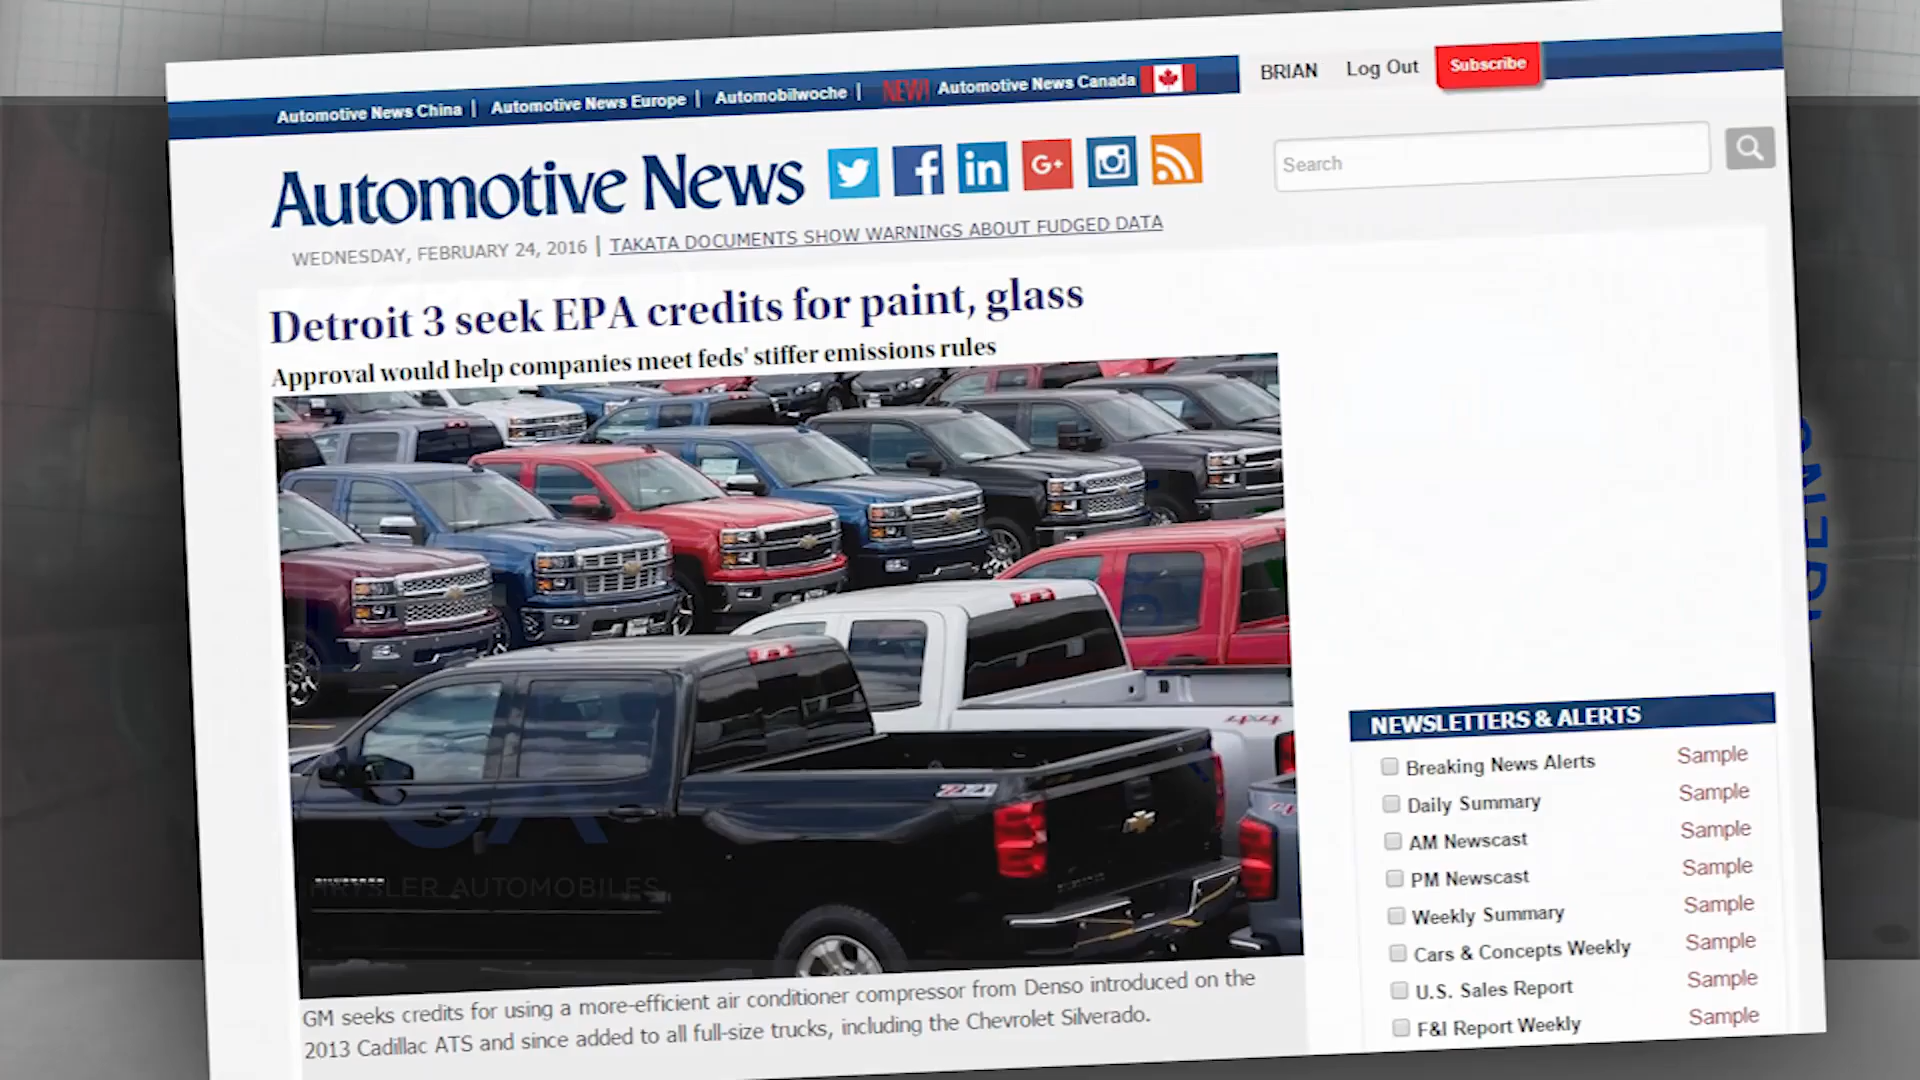 Automotive News China | Automotive News Europe | Automobilwoche | NEW! Automotive News Canada
BRIAN Log Out Subscribe
Automotive News
Search
WEDNESDAY, FEBRUARY 24, 2016 | TAKATA DOCUMENTS SHOW WARNINGS ABOUT FUDGED DATA
Detroit 3 seek EPA credits for paint, glass
Approval would help companies meet feds' stiffer emissions rules
4x4
Z71
CHRYSLER AUTOMOBILES
GM seeks credits for using a more-efficient air conditioner compressor from Denso introduced on the
2013 Cadillac ATS and since added to all full-size trucks, including the Chevrolet Silverado.
NEWSLETTERS & ALERTS
Breaking News Alerts Sample
Daily Summary Sample
AM Newscast Sample
PM Newscast Sample
Weekly Summary Sample
Cars & Concepts Weekly Sample
U.S. Sales Report Sample
F&I Report Weekly Sample